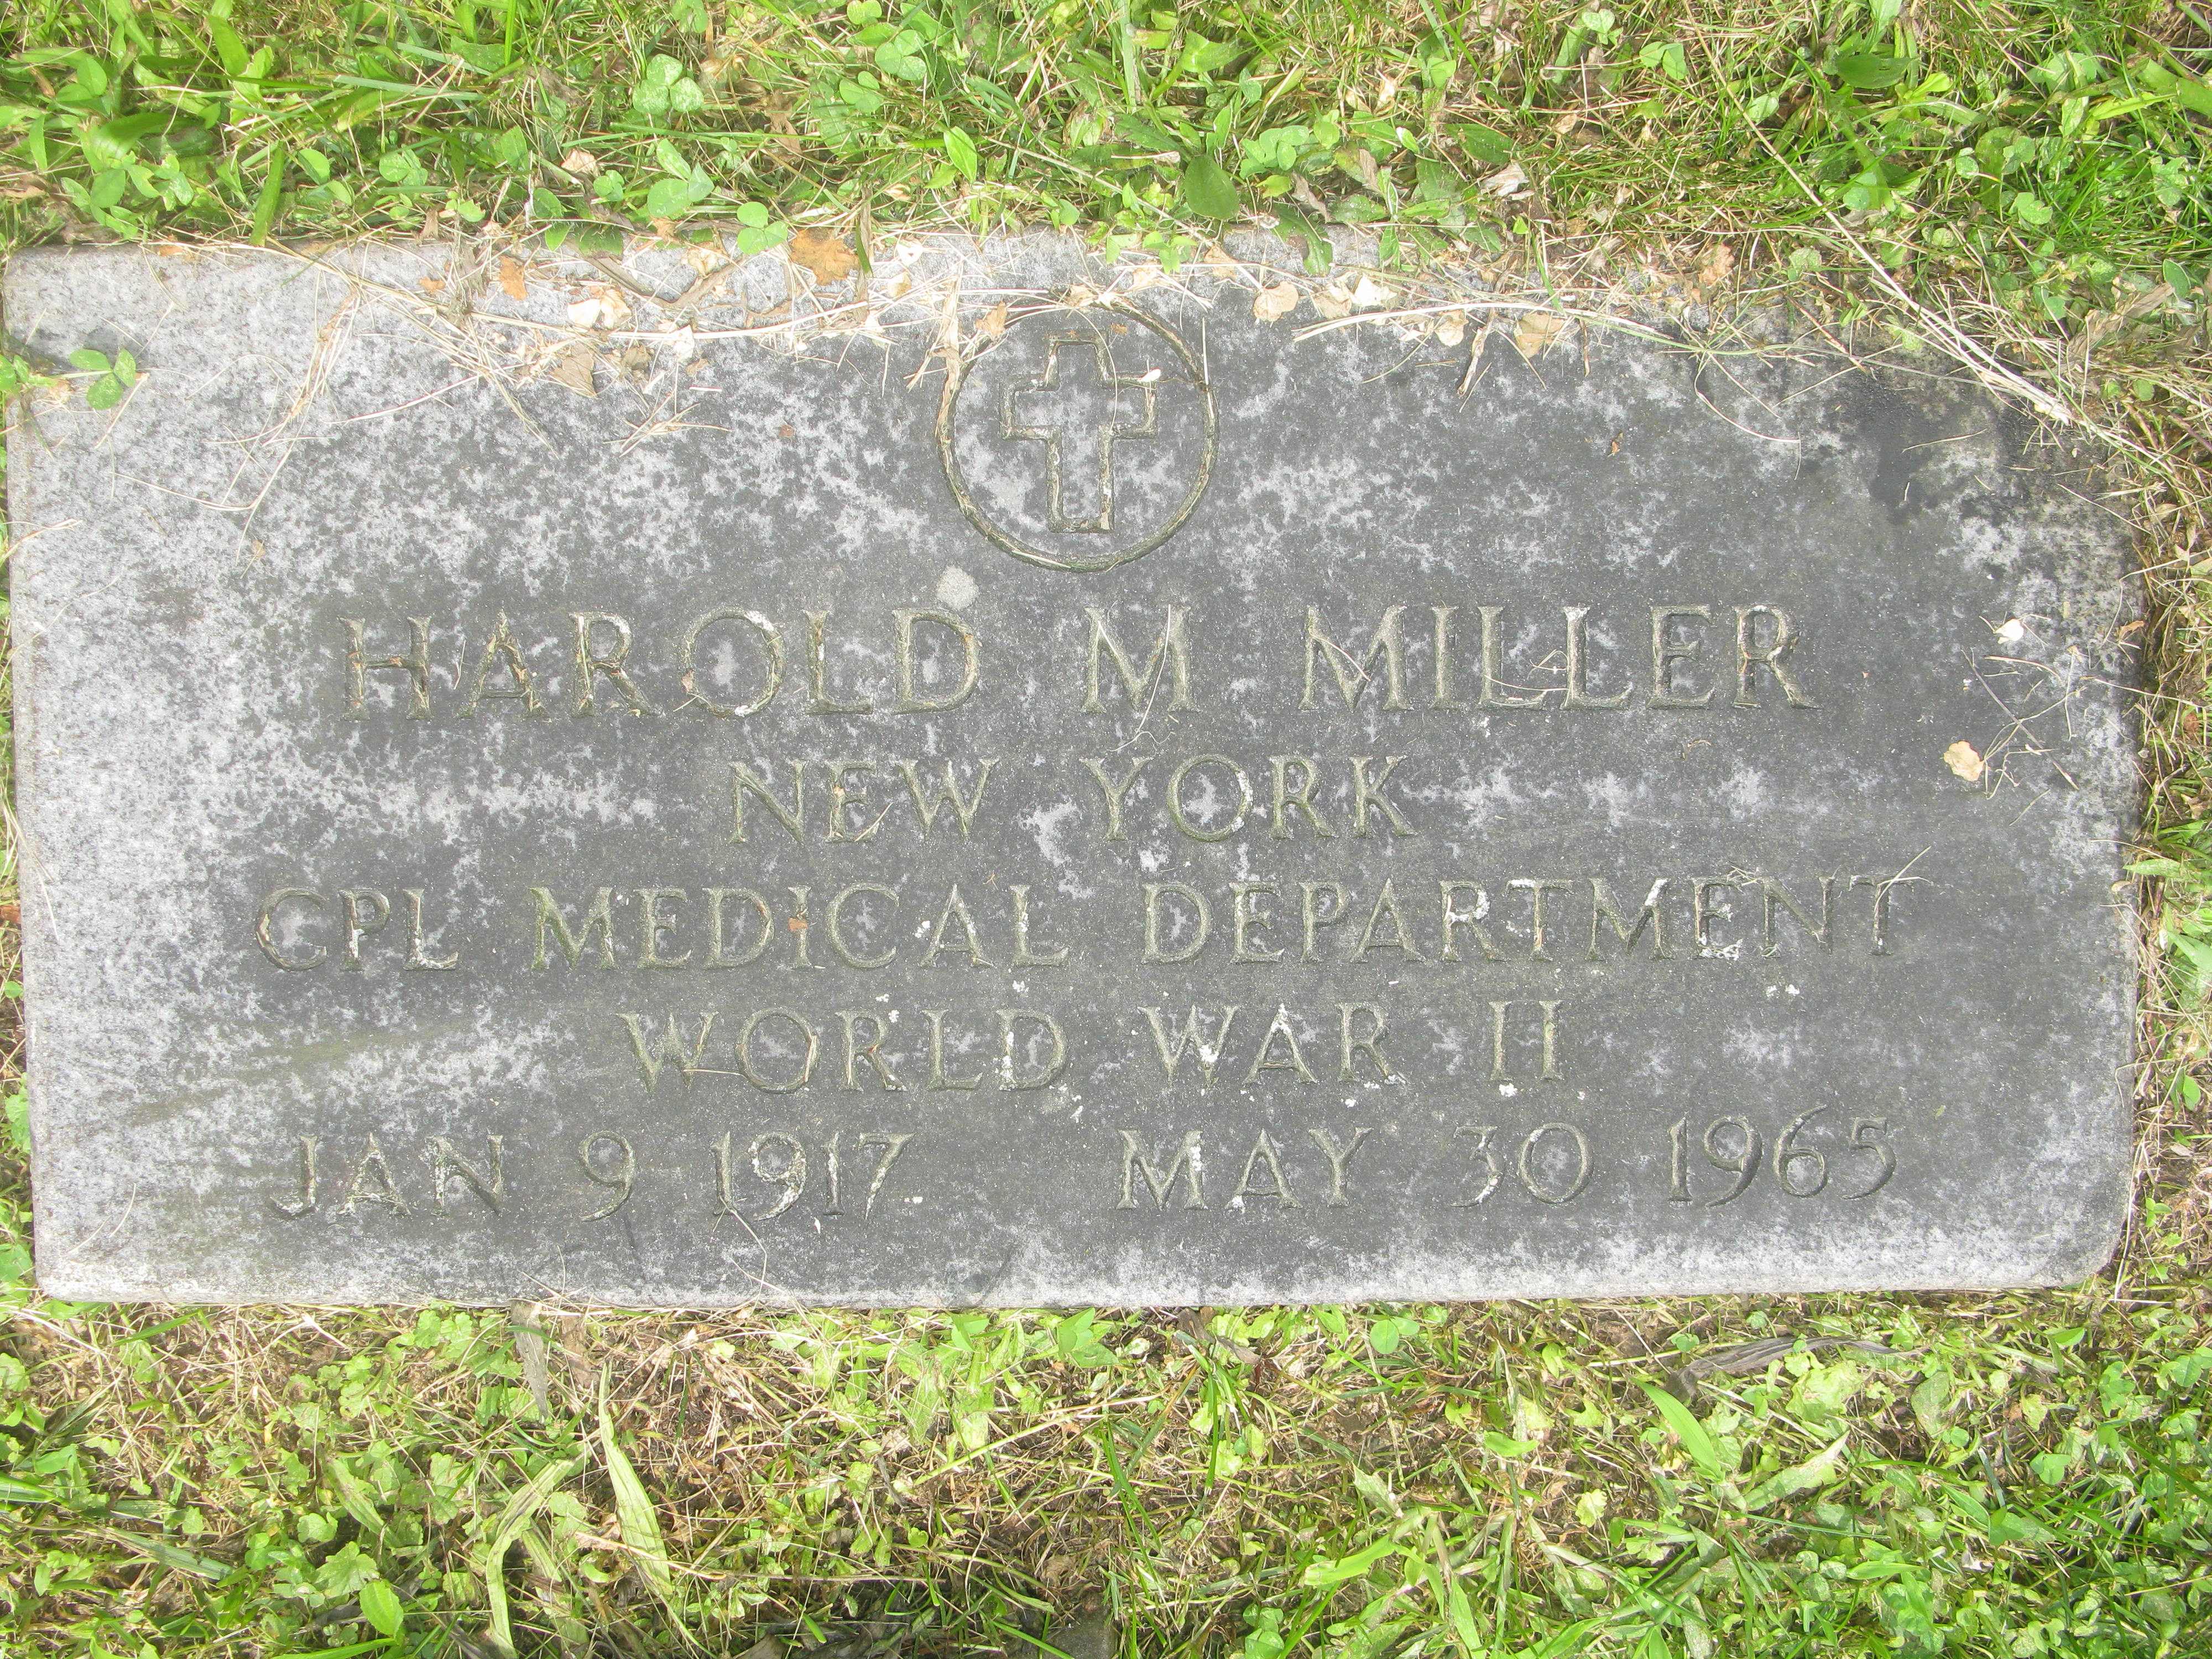 HAROLD M MILLER
NEW YORK
CPL MEDICAL DEPARTMENT
WORLD WAR II
JAN 9 1917 MAY 30 1965